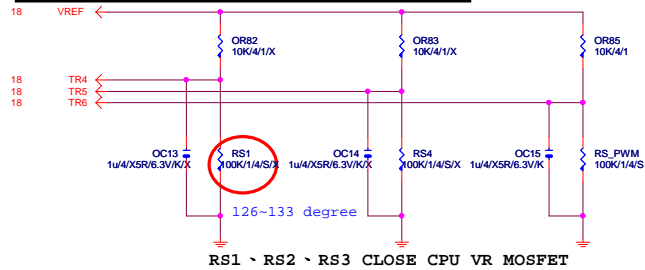 18 VREF
OR82
10K/4/1/X
OR83
10K/4/1/X
OR85
10K/4/1
18 TR4
18 TR5
18 TR6
OC13
1u/4/X5R/6.3V/K/X
RS1
100K/1/4/S/X
OC14
1u/4/X5R/6.3V/K/X
RS4
100K/1/4/S/X
OC15
1u/4/X5R/6.3V/K
RS_PWM
100K/1/4/S
126~133 degree
RS1、RS2、RS3 CLOSE CPU VR MOSFET